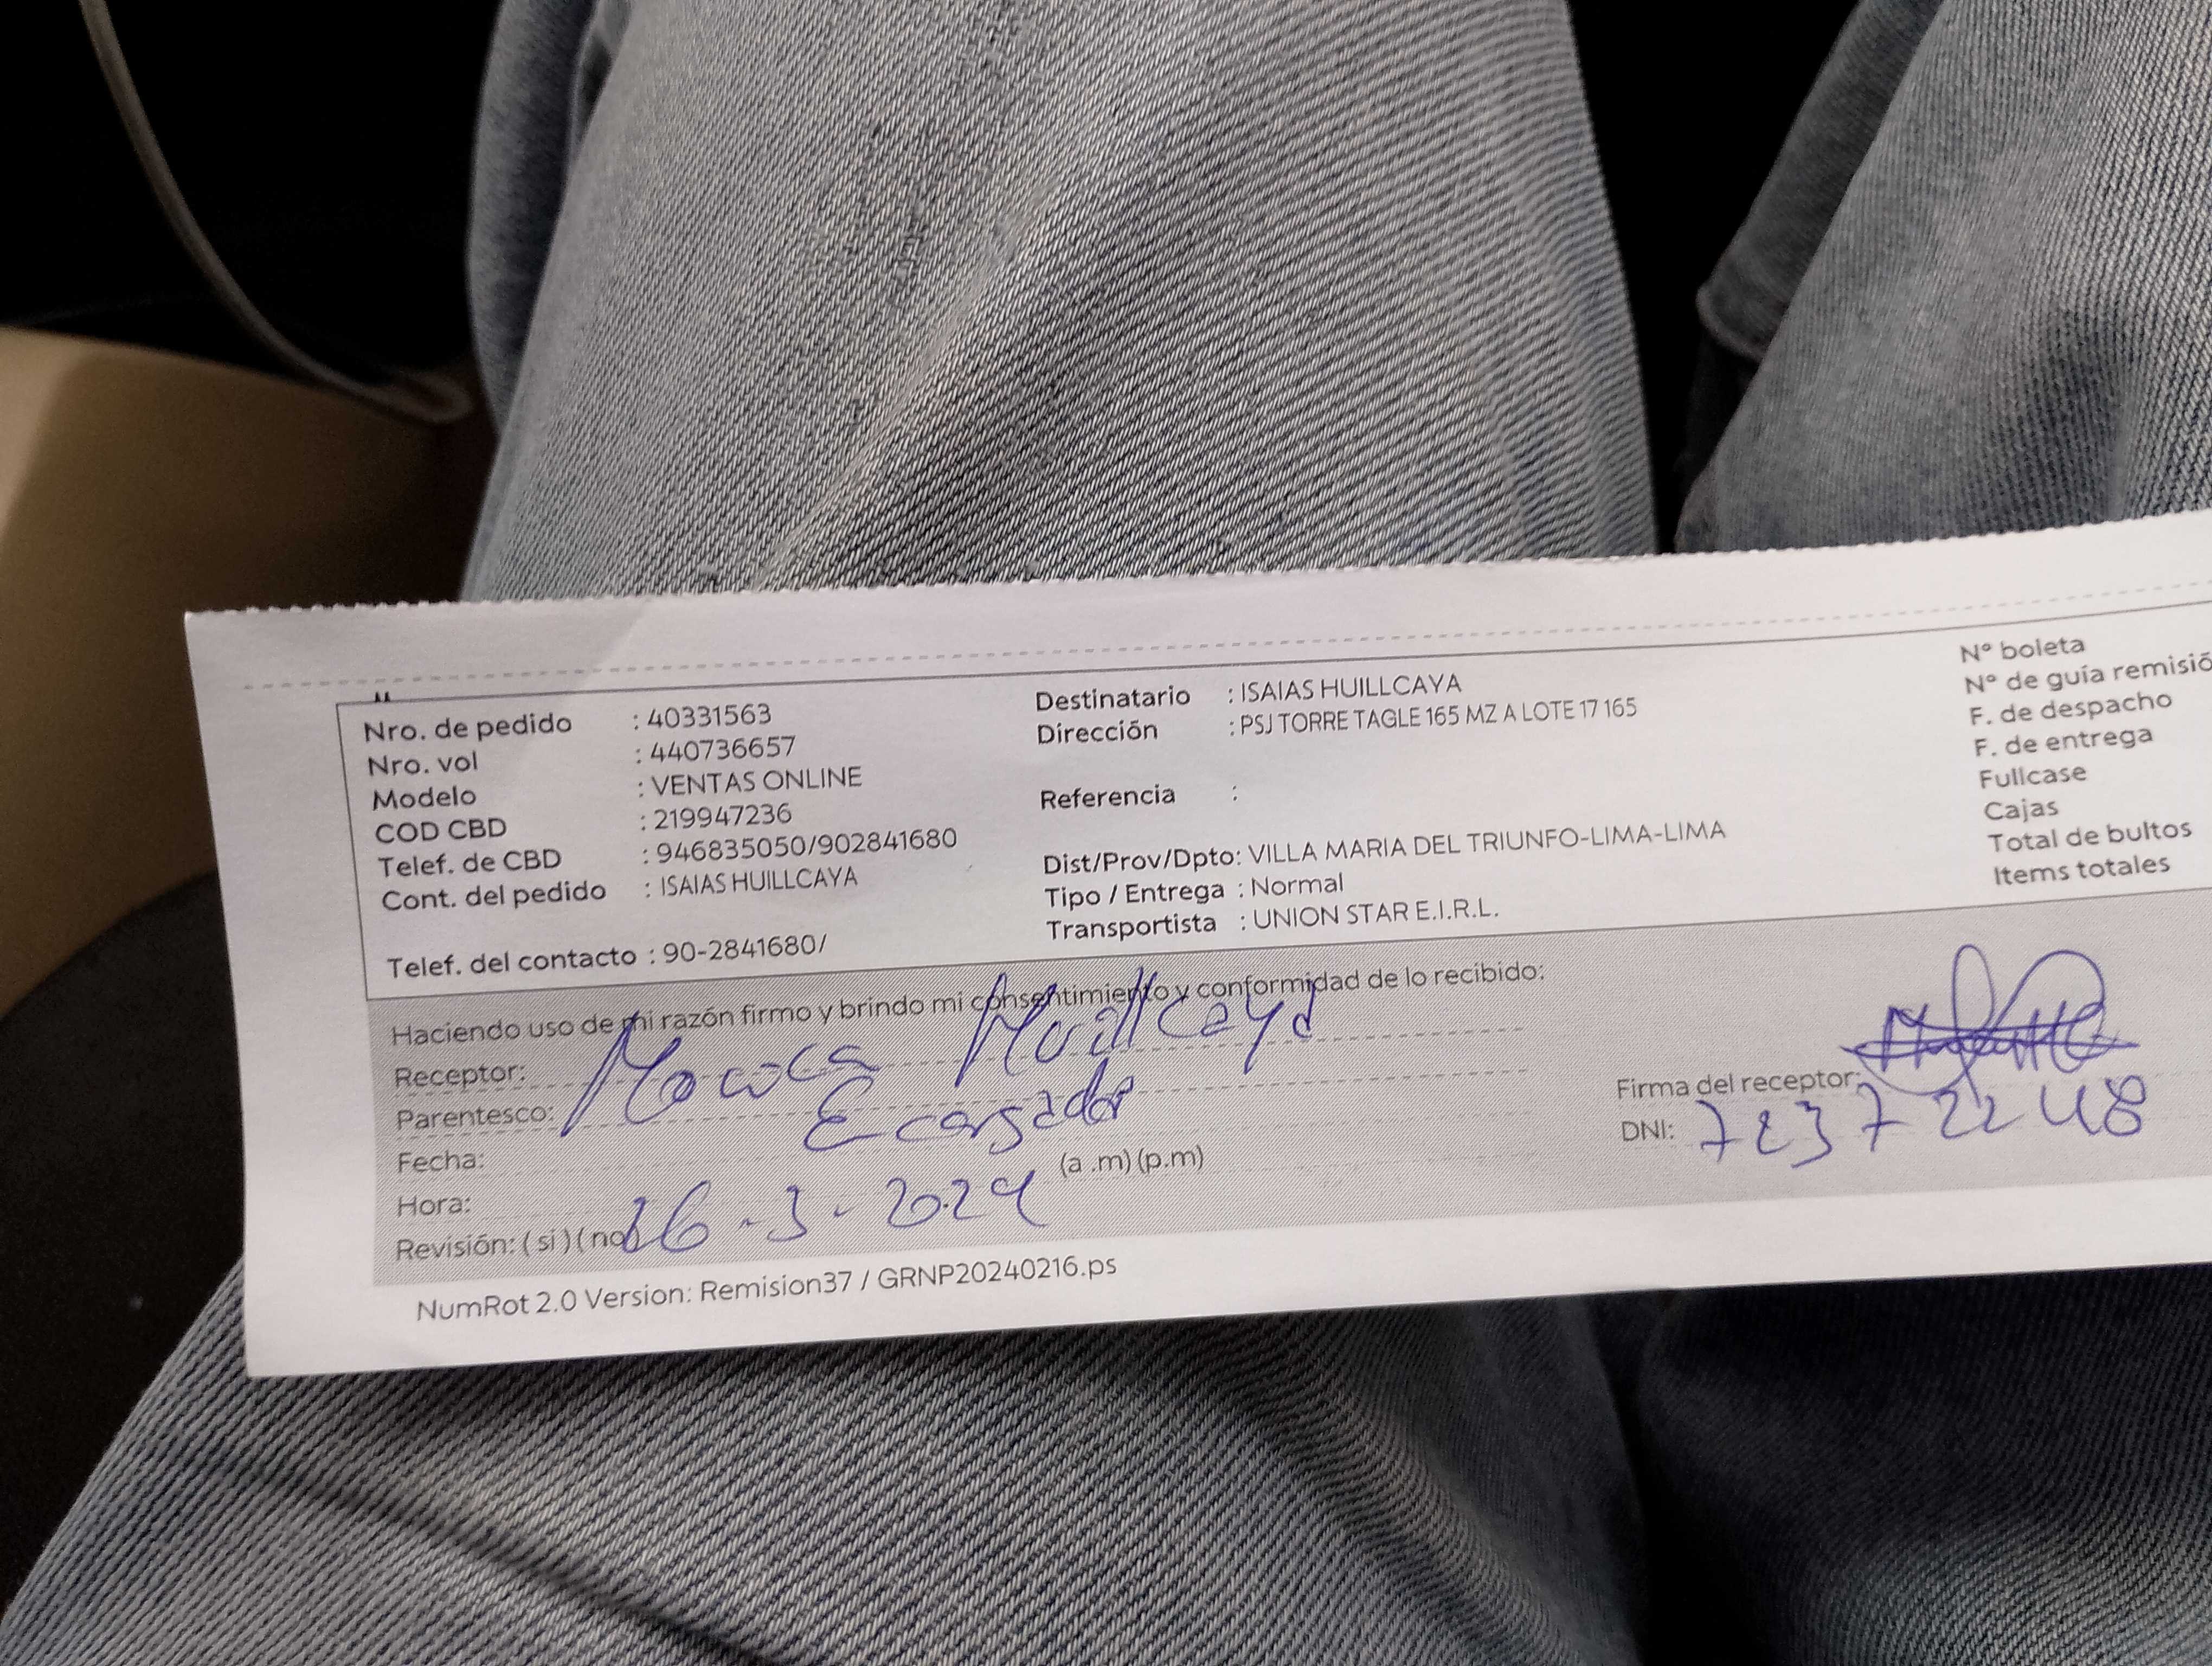 Nro. de pedido : 40331563
Nro. vol : 440736657
Modelo : VENTAS ONLINE
COD CBD : 219947236
Telef. de CBD : 946835050/902841680
Cont. del pedido : ISAIAS HUILLCAYA
Telef. del contacto : 90-2841680/
Destinatario : ISAIAS HUILLCAYA
Dirección : PSJ TORRE TAGLE 165 MZ A LOTE 17 165
Referencia :
Dist/Prov/Dpto: VILLA MARIA DEL TRIUNFO-LIMA-LIMA
Tipo / Entrega : Normal
Transportista : UNION STAR E.I.R.L.
N° boleta
N° de guía remisió
F. de despacho
F. de entrega
Fullcase
Cajas
Total de bultos
Items totales
Haciendo uso de mi razón firmo y brindo mi consentimiento y conformidad de lo recibido:
Receptor: Huillcaya
Parentesco: Ecargador
Fecha:
Hora: (a .m) (p.m)
Revisión: ( si ) ( no 26-3-2024
Firma del receptor:
DNI: 72372248
NumRot 2.0 Version: Remision37 / GRNP20240216.ps